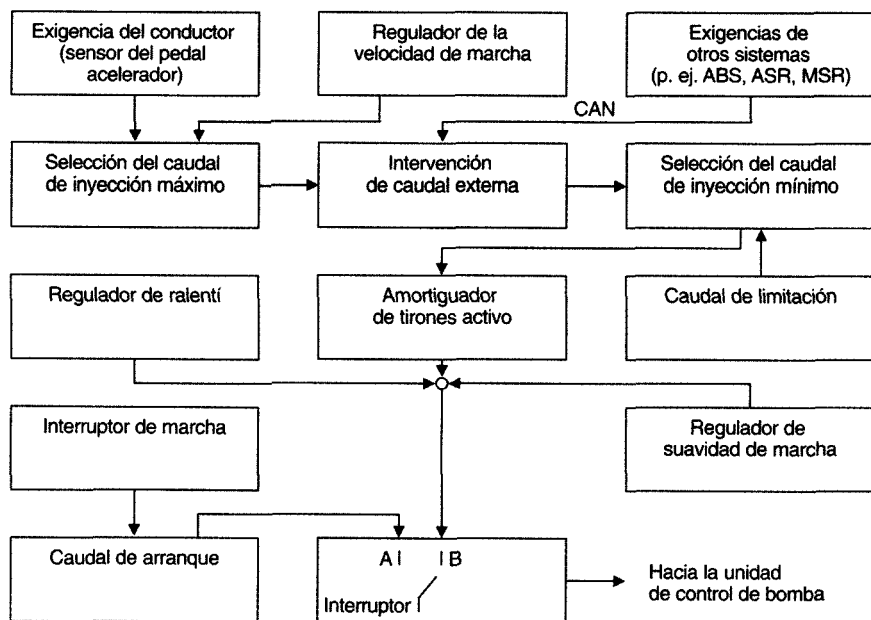 Exigencia del conductor
(sensor del pedal
acelerador)
Regulador de la
velocidad de marcha
Exigencias de
otros sistemas
(p. ej. ABS, ASR, MSR)
CAN
Selección del caudal
de inyección máximo
Intervención
de caudal externa
Selección del caudal
de inyección mínimo
Regulador de ralentí
Amortiguador
de tirones activo
Caudal de limitación
Interruptor de marcha
Regulador de
suavidad de marcha
Caudal de arranque
A
B
Interruptor
Hacia la unidad
de control de bomba